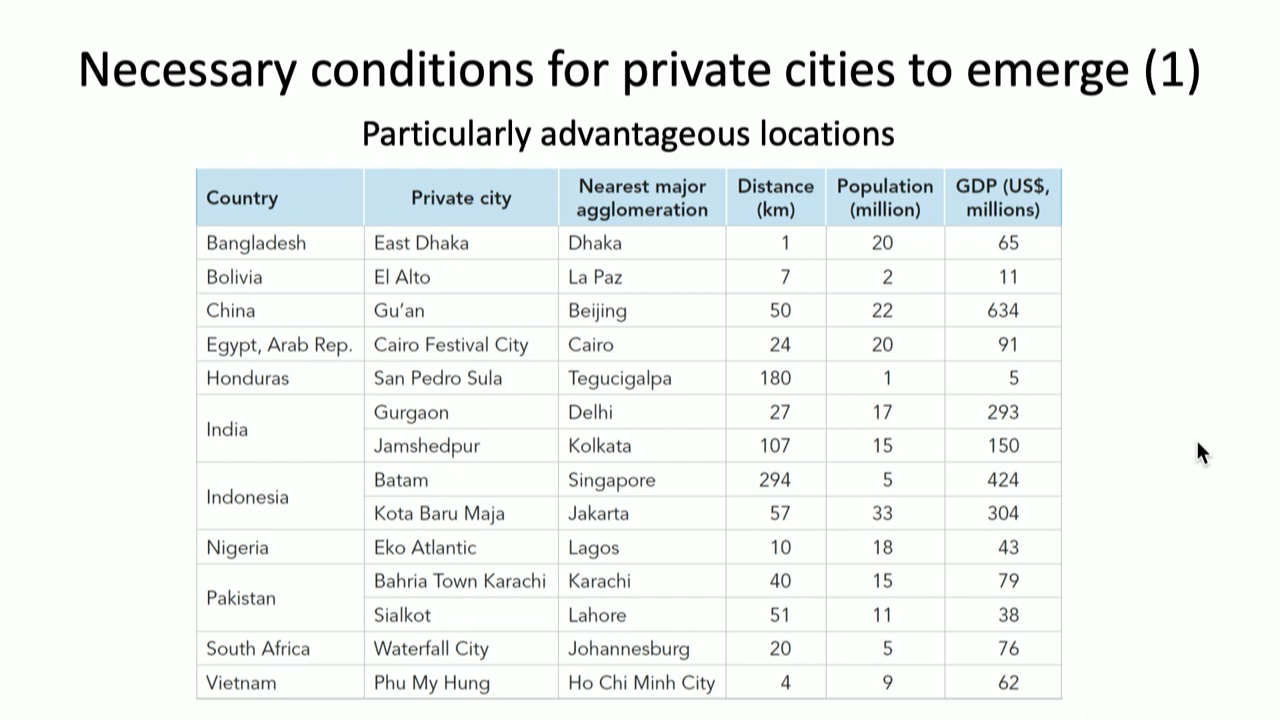 Necessary conditions for private cities to emerge (1)
Particularly advantageous locations
Country Private city Nearest major agglomeration Distance (km) Population (million) GDP (US$, millions)
Bangladesh East Dhaka Dhaka 1 20 65
Bolivia El Alto La Paz 7 2 11
China Gu’an Beijing 50 22 634
Egypt, Arab Rep. Cairo Festival City Cairo 24 20 91
Honduras San Pedro Sula Tegucigalpa 180 1 5
India Gurgaon Delhi 27 17 293
Jamshedpur Kolkata 107 15 150
Indonesia Batam Singapore 294 5 424
Kota Baru Maja Jakarta 57 33 304
Nigeria Eko Atlantic Lagos 10 18 43
Pakistan Bahria Town Karachi Karachi 40 15 79
Sialkot Lahore 51 11 38
South Africa Waterfall City Johannesburg 20 5 76
Vietnam Phu My Hung Ho Chi Minh City 4 9 62